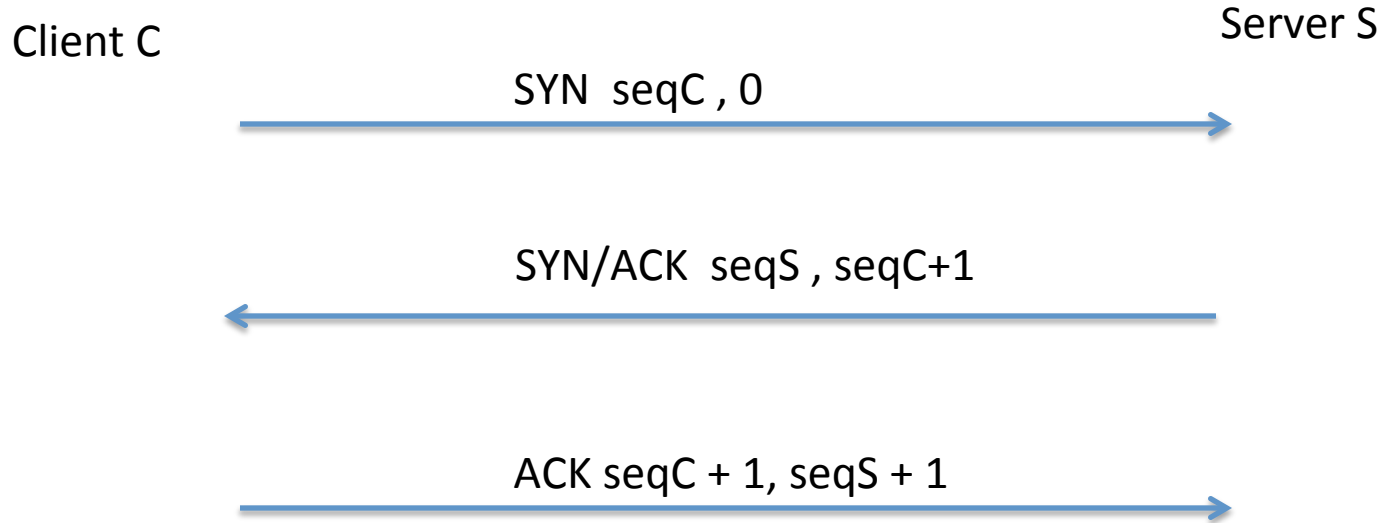 Client C
Server S
SYN seqC , 0
SYN/ACK seqS , seqC+1
ACK seqC + 1, seqS + 1